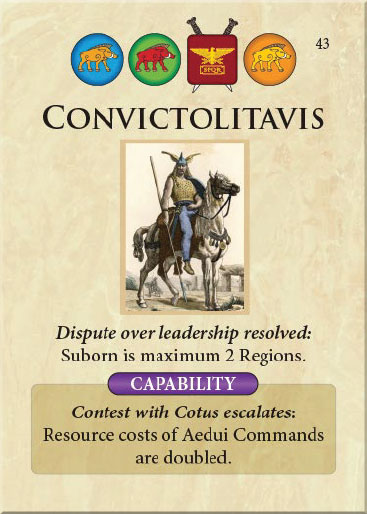 43
SPQR
CONVICTOLITAVIS
Dispute over leadership resolved:
Suborn is maximum 2 Regions.
CAPABILITY
Contest with Cotus escalates:
Resource costs of Aedui Commands
are doubled.